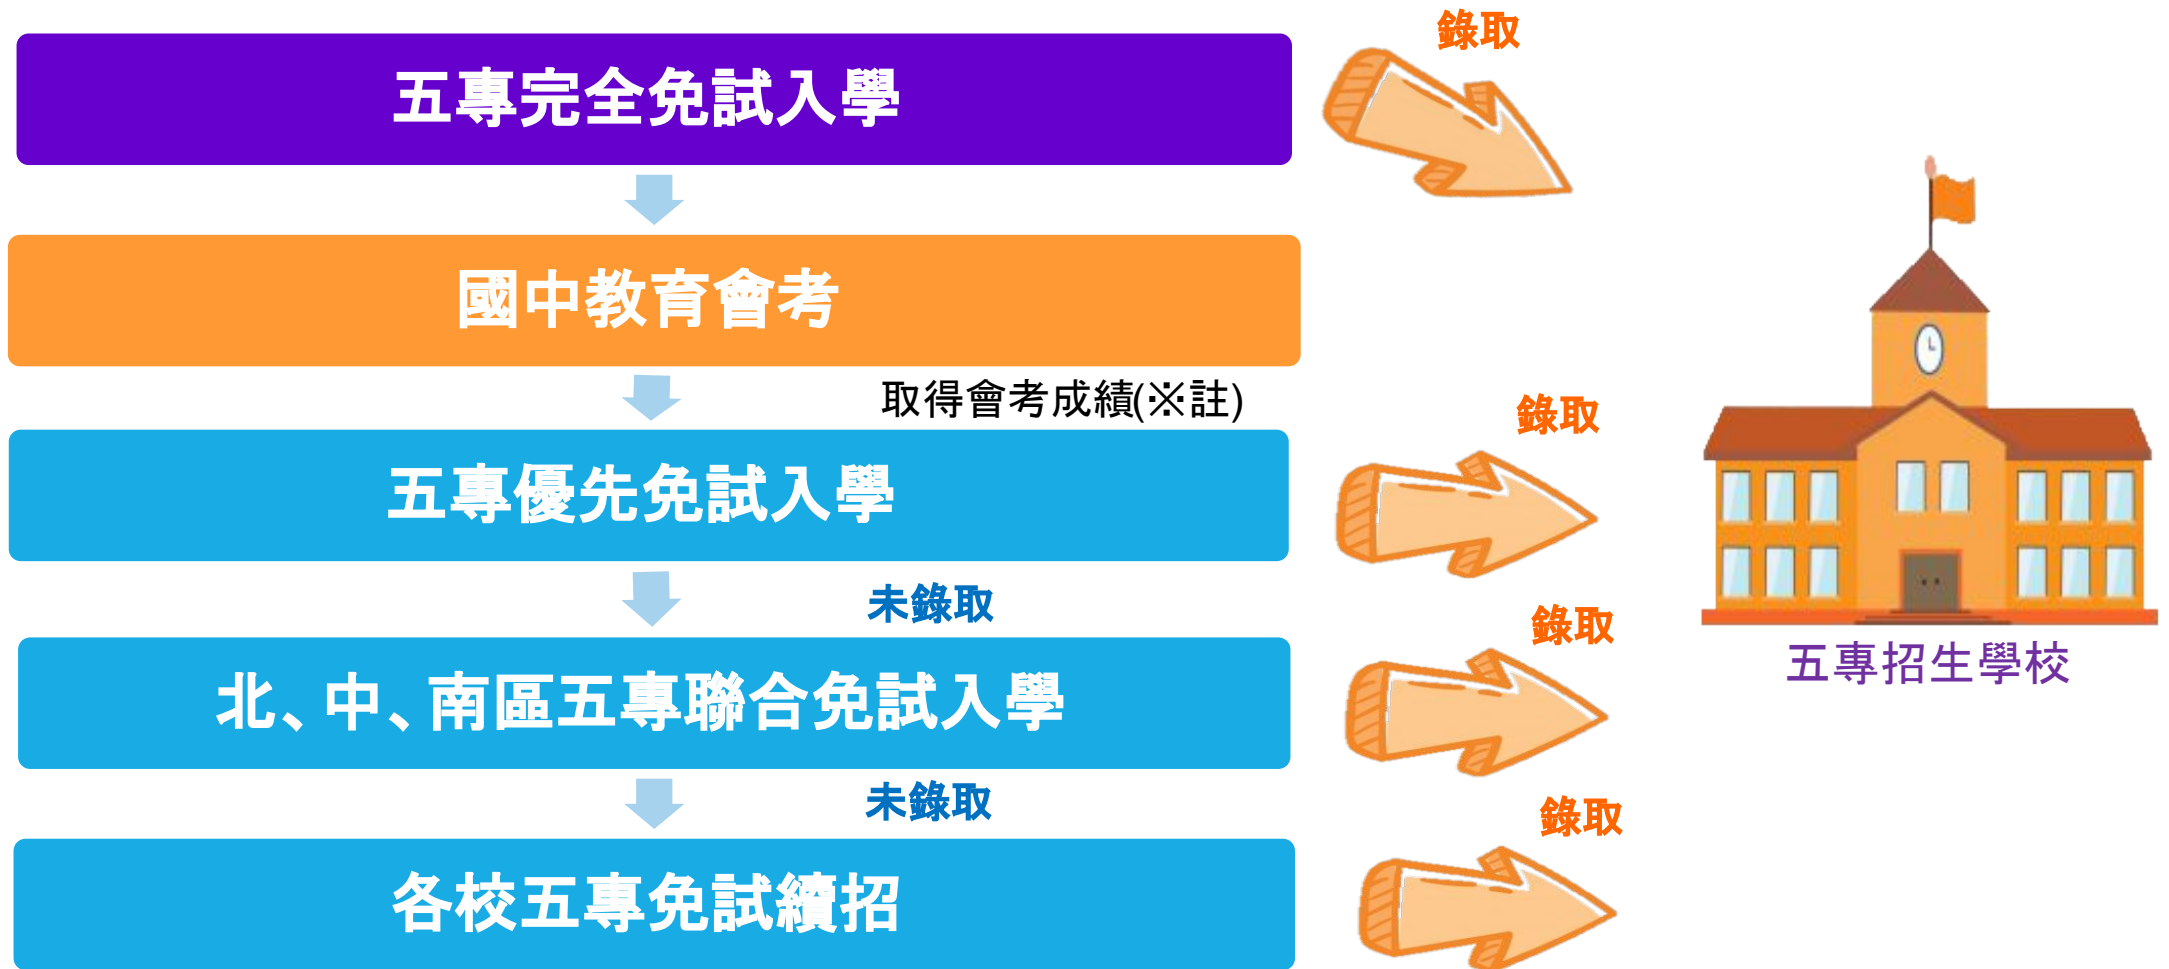 錄取
五專完全免試入學
國中教育會考
取得會考成績(※註)
錄取
五專優先免試入學
未錄取
錄取
五專招生學校
北、中、南區五專聯合免試入學
未錄取
錄取
各校五專免試續招